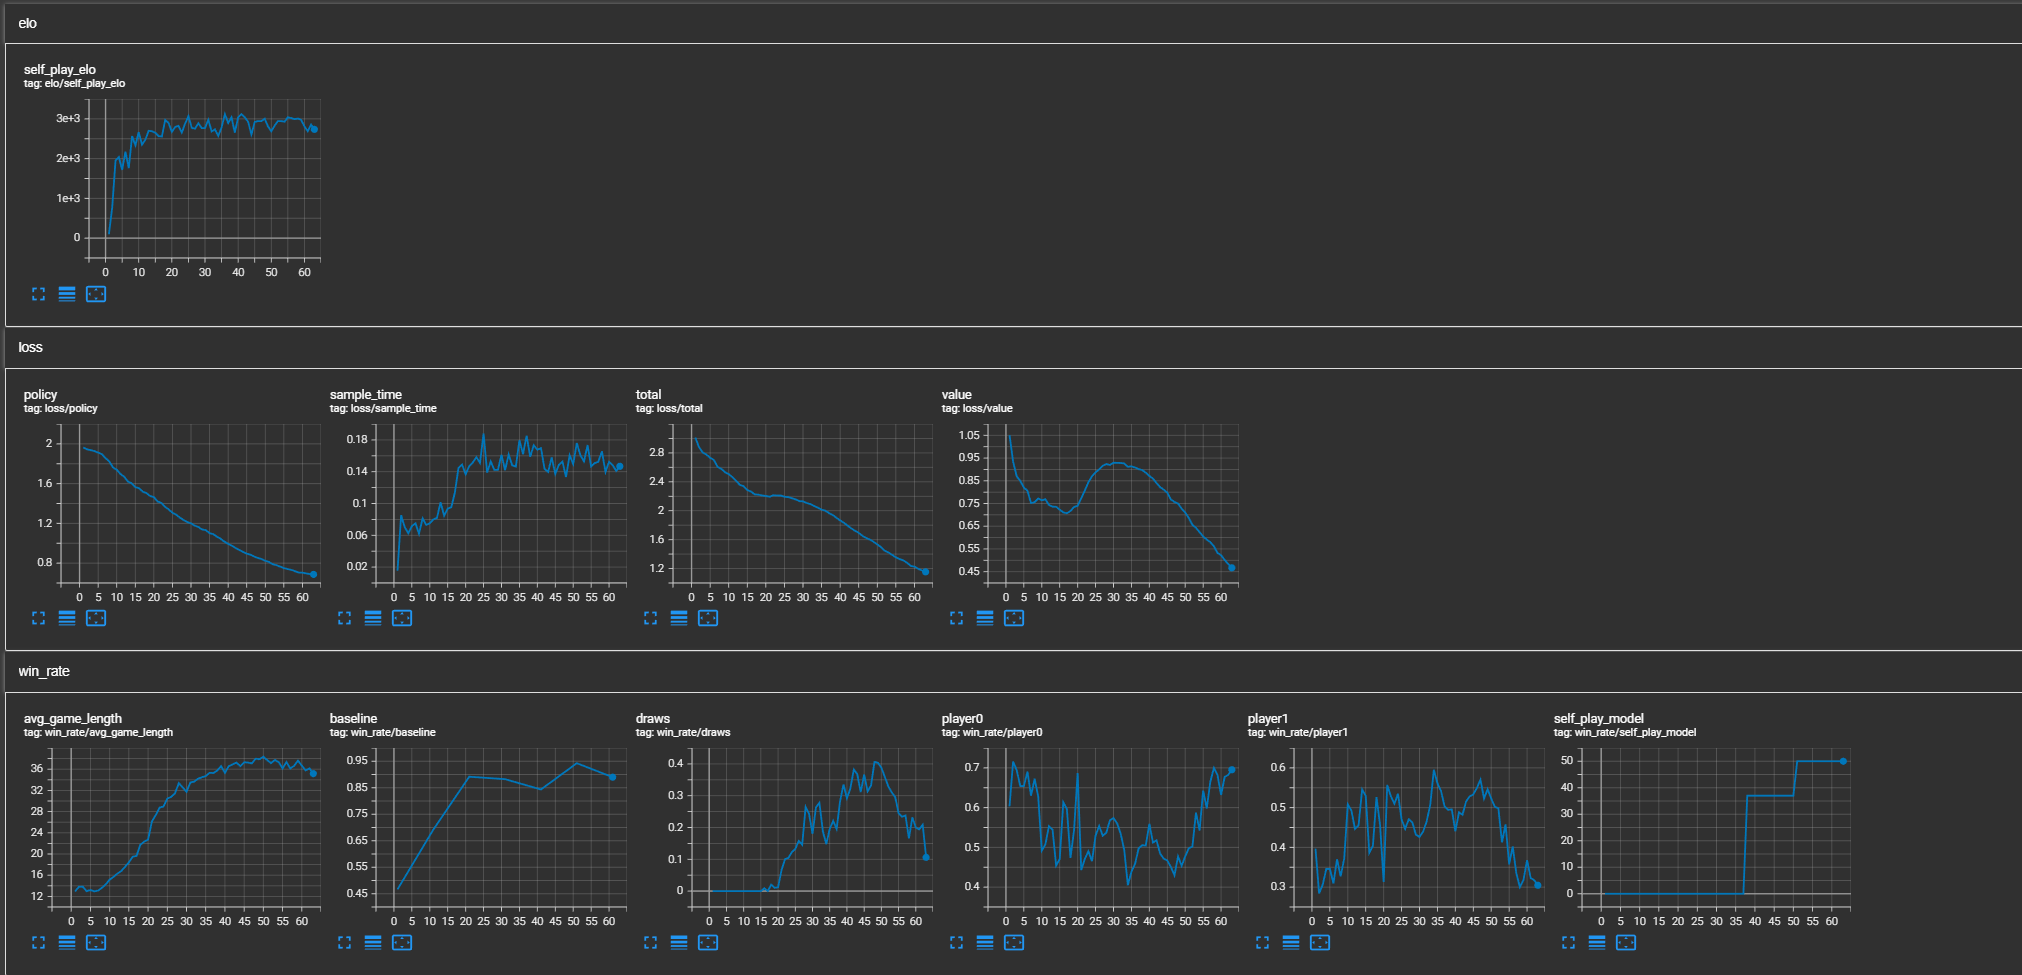 elo
self_play_elo
tag: elo/self_play_elo
3e+3
2e+3
1e+3
0
0 10 20 30 40 50 60
loss
policy
tag: loss/policy
2
1.6
1.2
0.8
0 5 10 15 20 25 30 35 40 45 50 55 60
sample_time
tag: loss/sample_time
0.18
0.14
0.1
0.06
0.02
0 5 10 15 20 25 30 35 40 45 50 55 60
total
tag: loss/total
2.8
2.4
2
1.6
1.2
0 5 10 15 20 25 30 35 40 45 50 55 60
value
tag: loss/value
1.05
0.95
0.85
0.75
0.65
0.55
0.45
0 5 10 15 20 25 30 35 40 45 50 55 60
win_rate
avg_game_length
tag: win_rate/avg_game_length
36
32
28
24
20
16
12
0 5 10 15 20 25 30 35 40 45 50 55 60
baseline
tag: win_rate/baseline
0.95
0.85
0.75
0.65
0.55
0.45
0 5 10 15 20 25 30 35 40 45 50 55 60
draws
tag: win_rate/draws
0.4
0.3
0.2
0.1
0
0 5 10 15 20 25 30 35 40 45 50 55 60
player0
tag: win_rate/player0
0.7
0.6
0.5
0.4
0 5 10 15 20 25 30 35 40 45 50 55 60
player1
tag: win_rate/player1
0.6
0.5
0.4
0.3
0 5 10 15 20 25 30 35 40 45 50 55 60
self_play_model
tag: win_rate/self_play_model
50
40
30
20
10
0
0 5 10 15 20 25 30 35 40 45 50 55 60